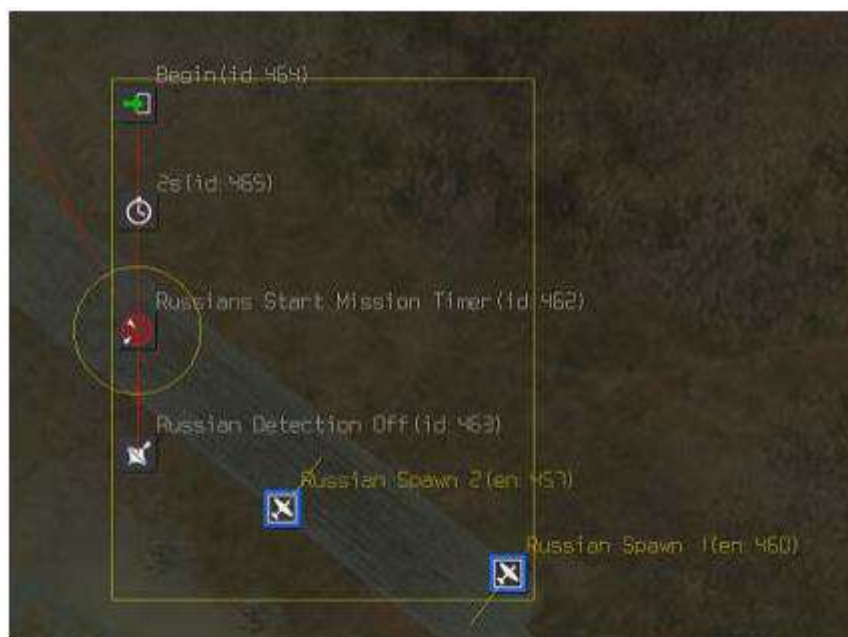 Begin(id: 464)
2s(id: 465)
Russians Start Mission Timer(id: 462)
Russian Detection Off(id: 463)
Russian Spawn 2(en: 457)
Russian Spawn 1(en: 460)